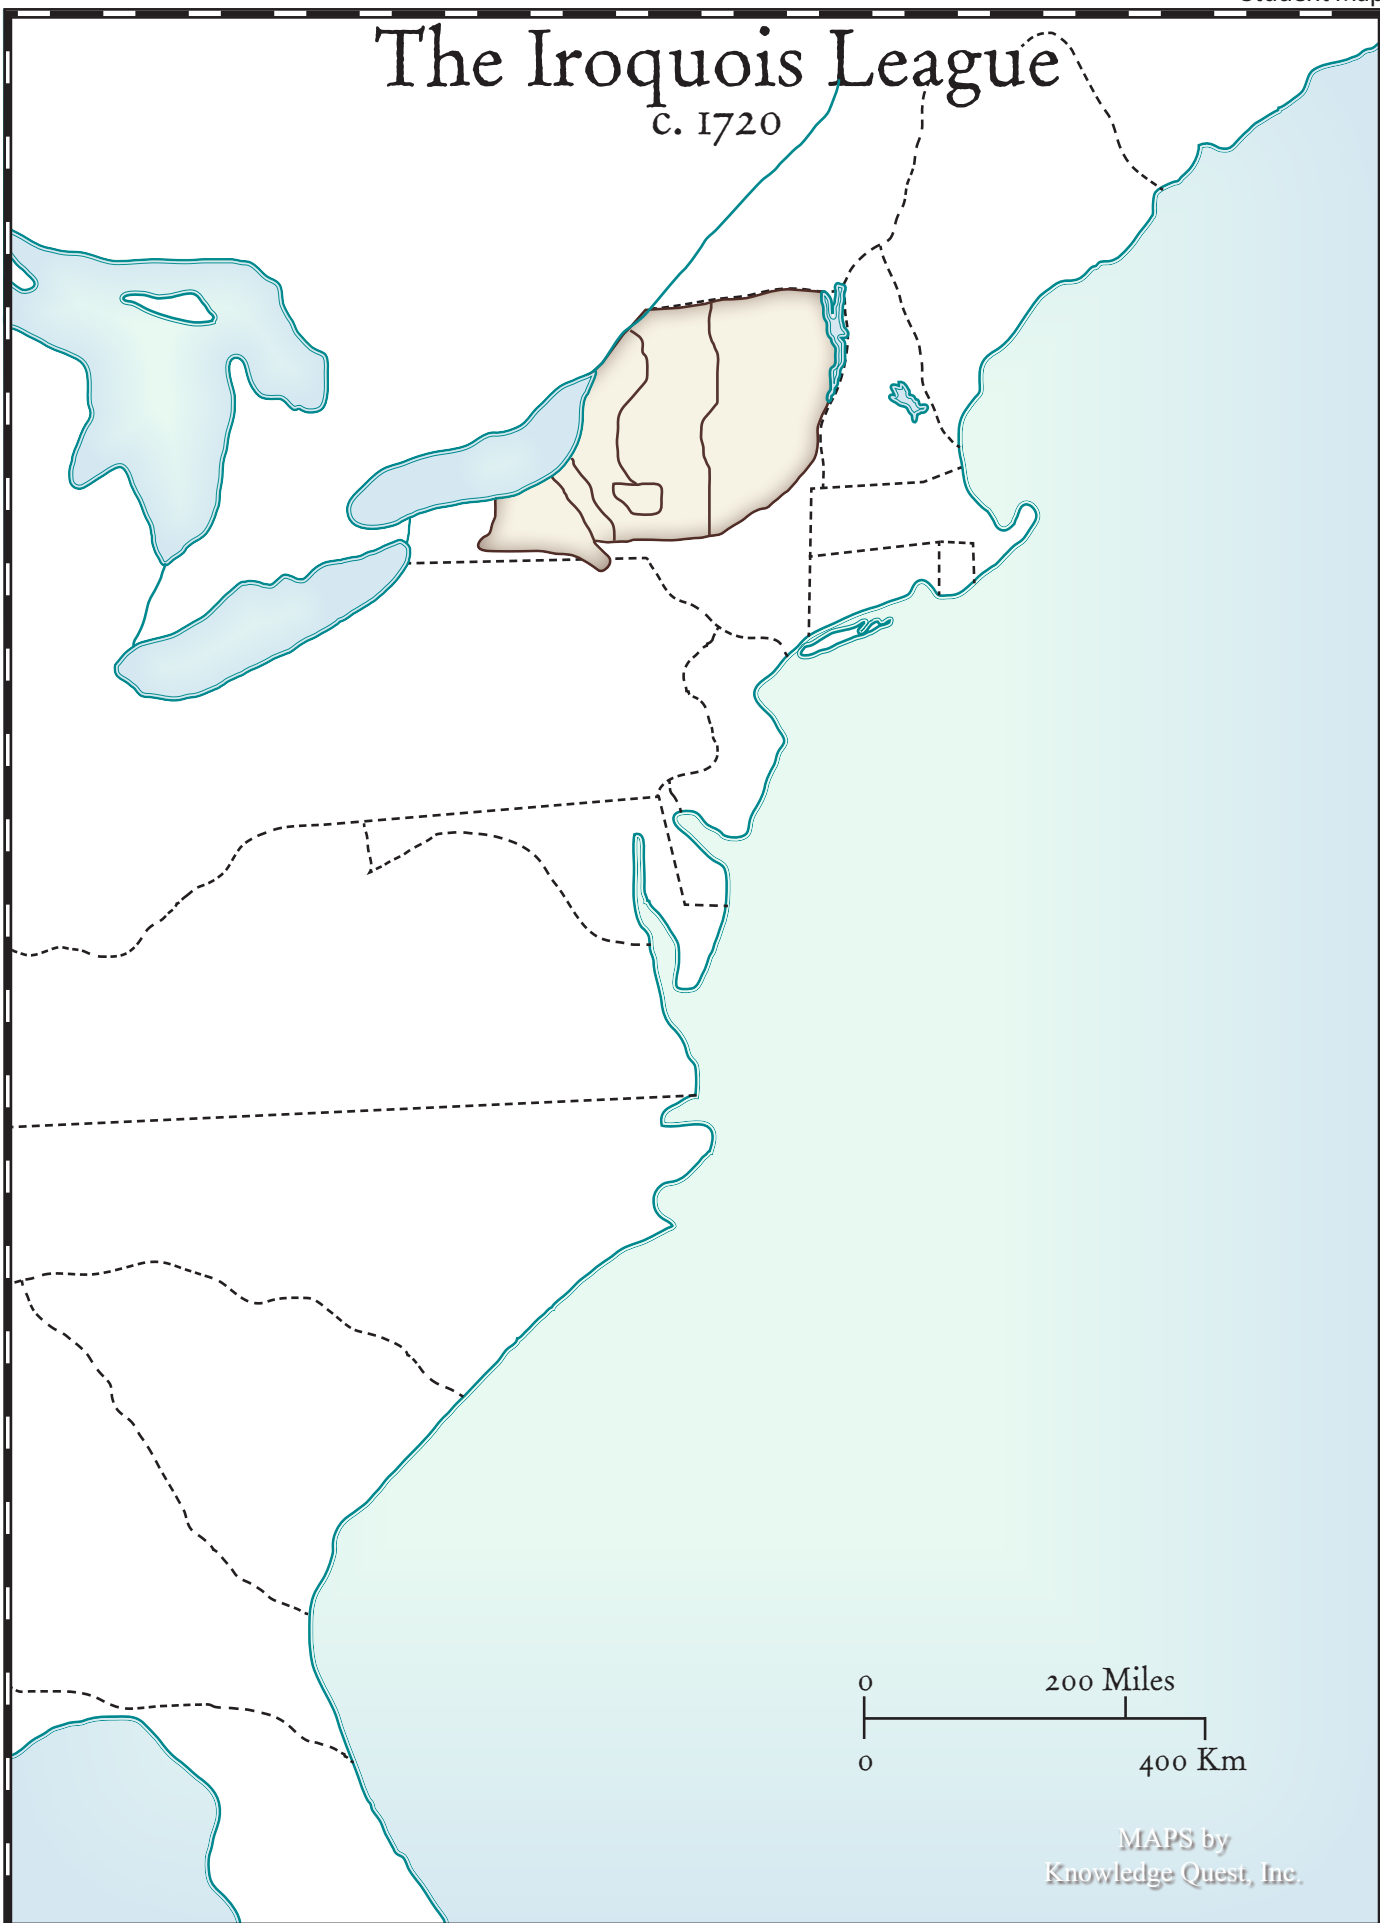 The Iroquois League
c. 1720
0
200 Miles
0
400 Km
MAPS by
Knowledge Quest, Inc.